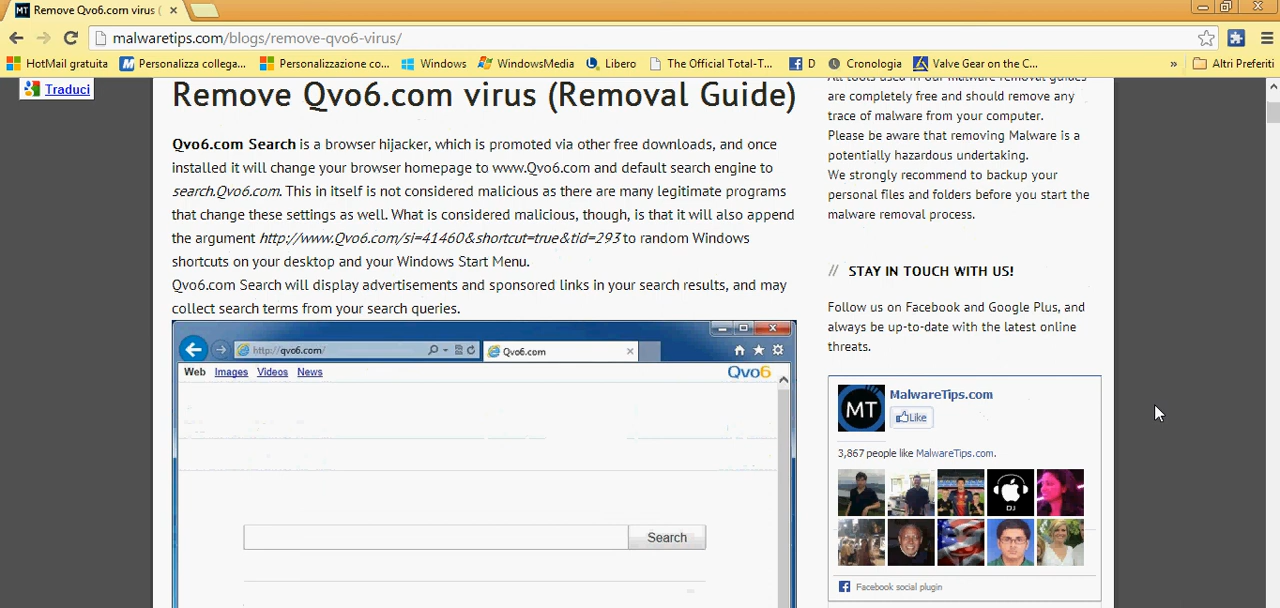 Remove Qvo6.com virus (
malwaretips.com/blogs/remove-qvo6-virus/
HotMail gratuita
Personalizza collega...
Personalizzazione co...
Windows
WindowsMedia
Libero
The Official Total-T...
D
Cronologia
Valve Gear on the C...
»
Altri Preferiti
Traduci
Remove Qvo6.com virus (Removal Guide)
Qvo6.com Search is a browser hijacker, which is promoted via other free downloads, and once
installed it will change your browser homepage to www.Qvo6.com and default search engine to
search.Qvo6.com. This in itself is not considered malicious as there are many legitimate programs
that change these settings as well. What is considered malicious, though, is that it will also append
the argument http://www.Qvo6.com/si=41460&shortcut=true&tid=293 to random Windows
shortcuts on your desktop and your Windows Start Menu.
Qvo6.com Search will display advertisements and sponsored links in your search results, and may
collect search terms from your search queries.
http://qvo6.com/
Qvo6.com
Web Images Videos News
Qvo6
Search
All tools used in our malware removal guides
are completely free and should remove any
trace of malware from your computer.
Please be aware that removing Malware is a
potentially hazardous undertaking.
We strongly recommend to backup your
personal files and folders before you start the
malware removal process.
// STAY IN TOUCH WITH US!
Follow us on Facebook and Google Plus, and
always be up-to-date with the latest online
threats.
MT
MalwareTips.com
Like
3,867 people like MalwareTips.com.
DJ
Facebook social plugin